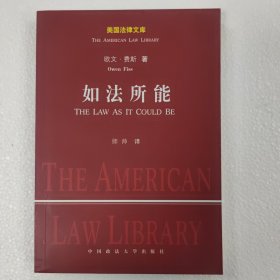 美国法律文库
THE AMERICAN LAW LIBRARY
欧文·费斯 著
Owen Fiss
如法所能
THE LAW AS IT COULD BE
师帅 译
THE AMERICAN
LAW LIBRARY
中国政法大学出版社